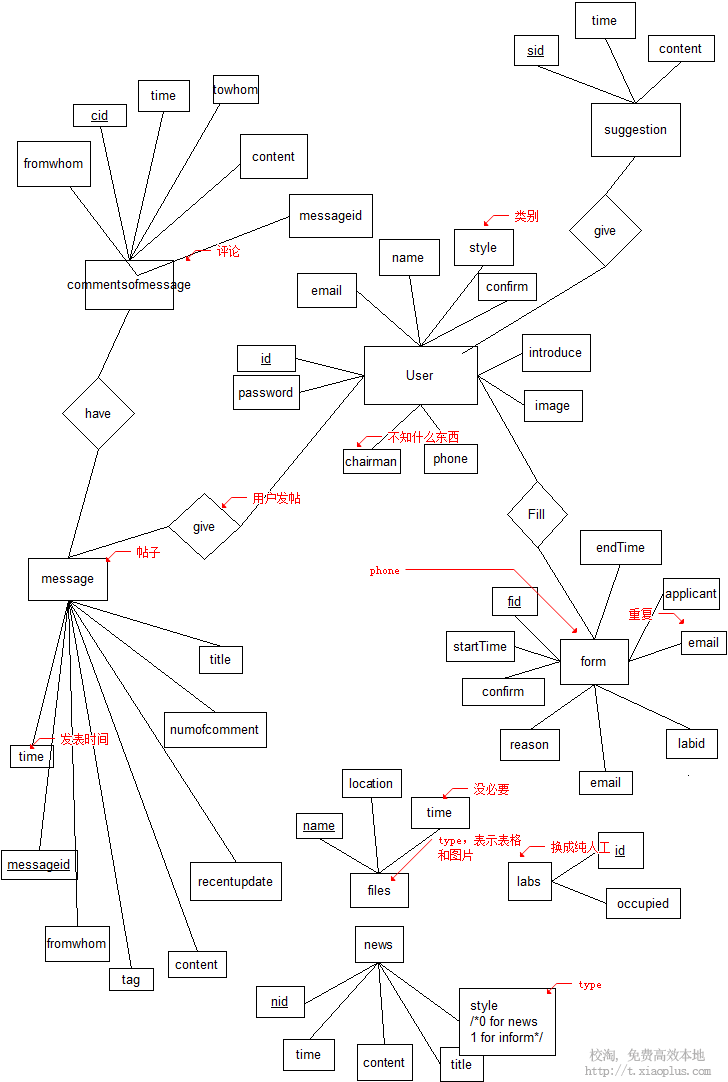 time
sid
content
suggestion
give
time
towhom
cid
fromwhom
content
messageid
评论
commentsofmessage
have
类别
style
name
confirm
email
id
password
User
introduce
image
不知什么东西
chairman
phone
用户发帖
give
Fill
帖子
message
title
numofcomment
发表时间
time
messageid
recentupdate
fromwhom
tag
content
endTime
phone
applicant
fid
重复
email
startTime
form
confirm
reason
labid
email
location
没必要
time
name
type，表示表格
和图片
files
换成纯人工
id
labs
occupied
news
nid
type
style
/*0 for news
1 for inform*/
time
content
title
校淘，免费高效本地
http://t.xiaoplus.com